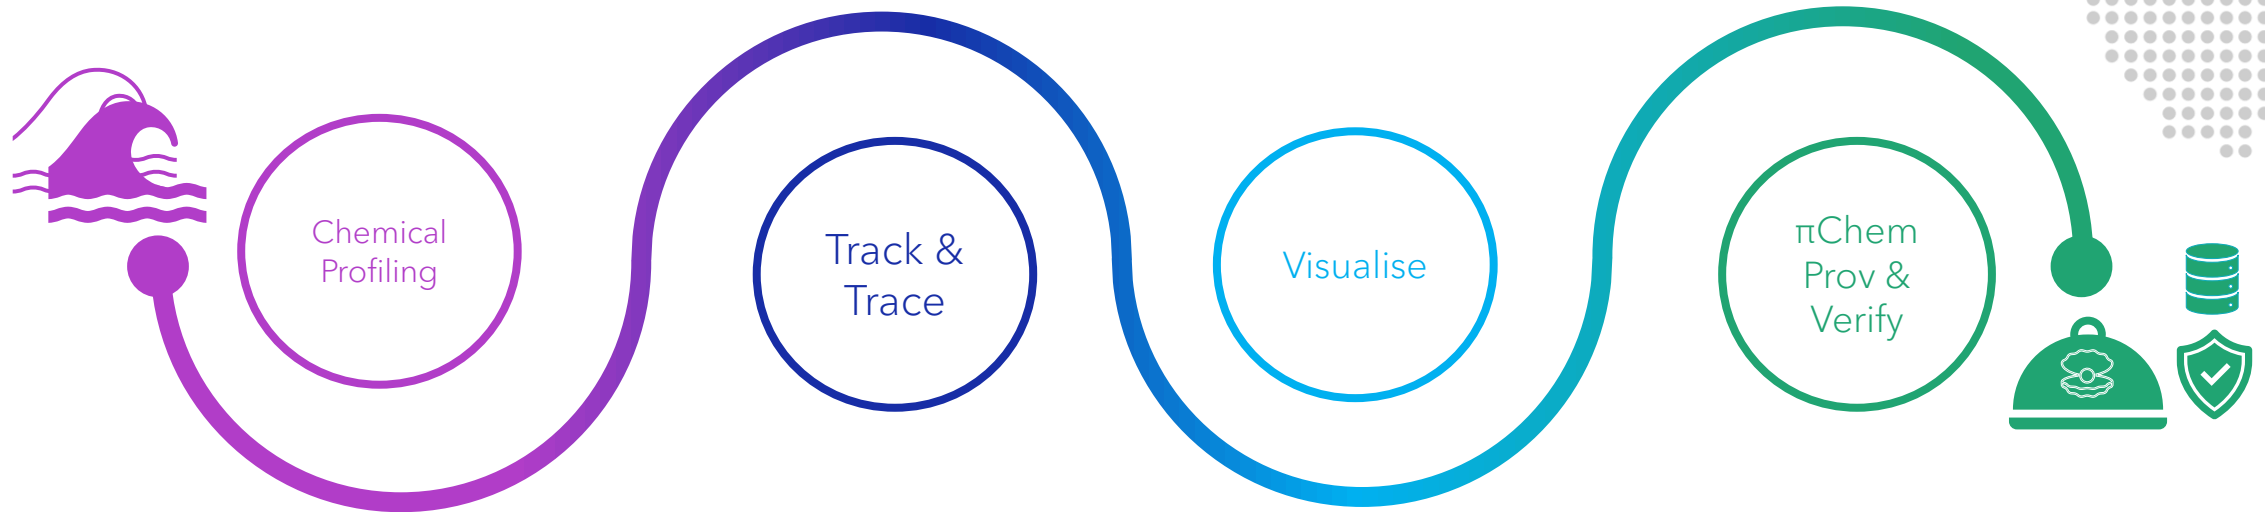 Chemical
Profiling
Track &
Trace
Visualise
πChem
Prov &
Verify